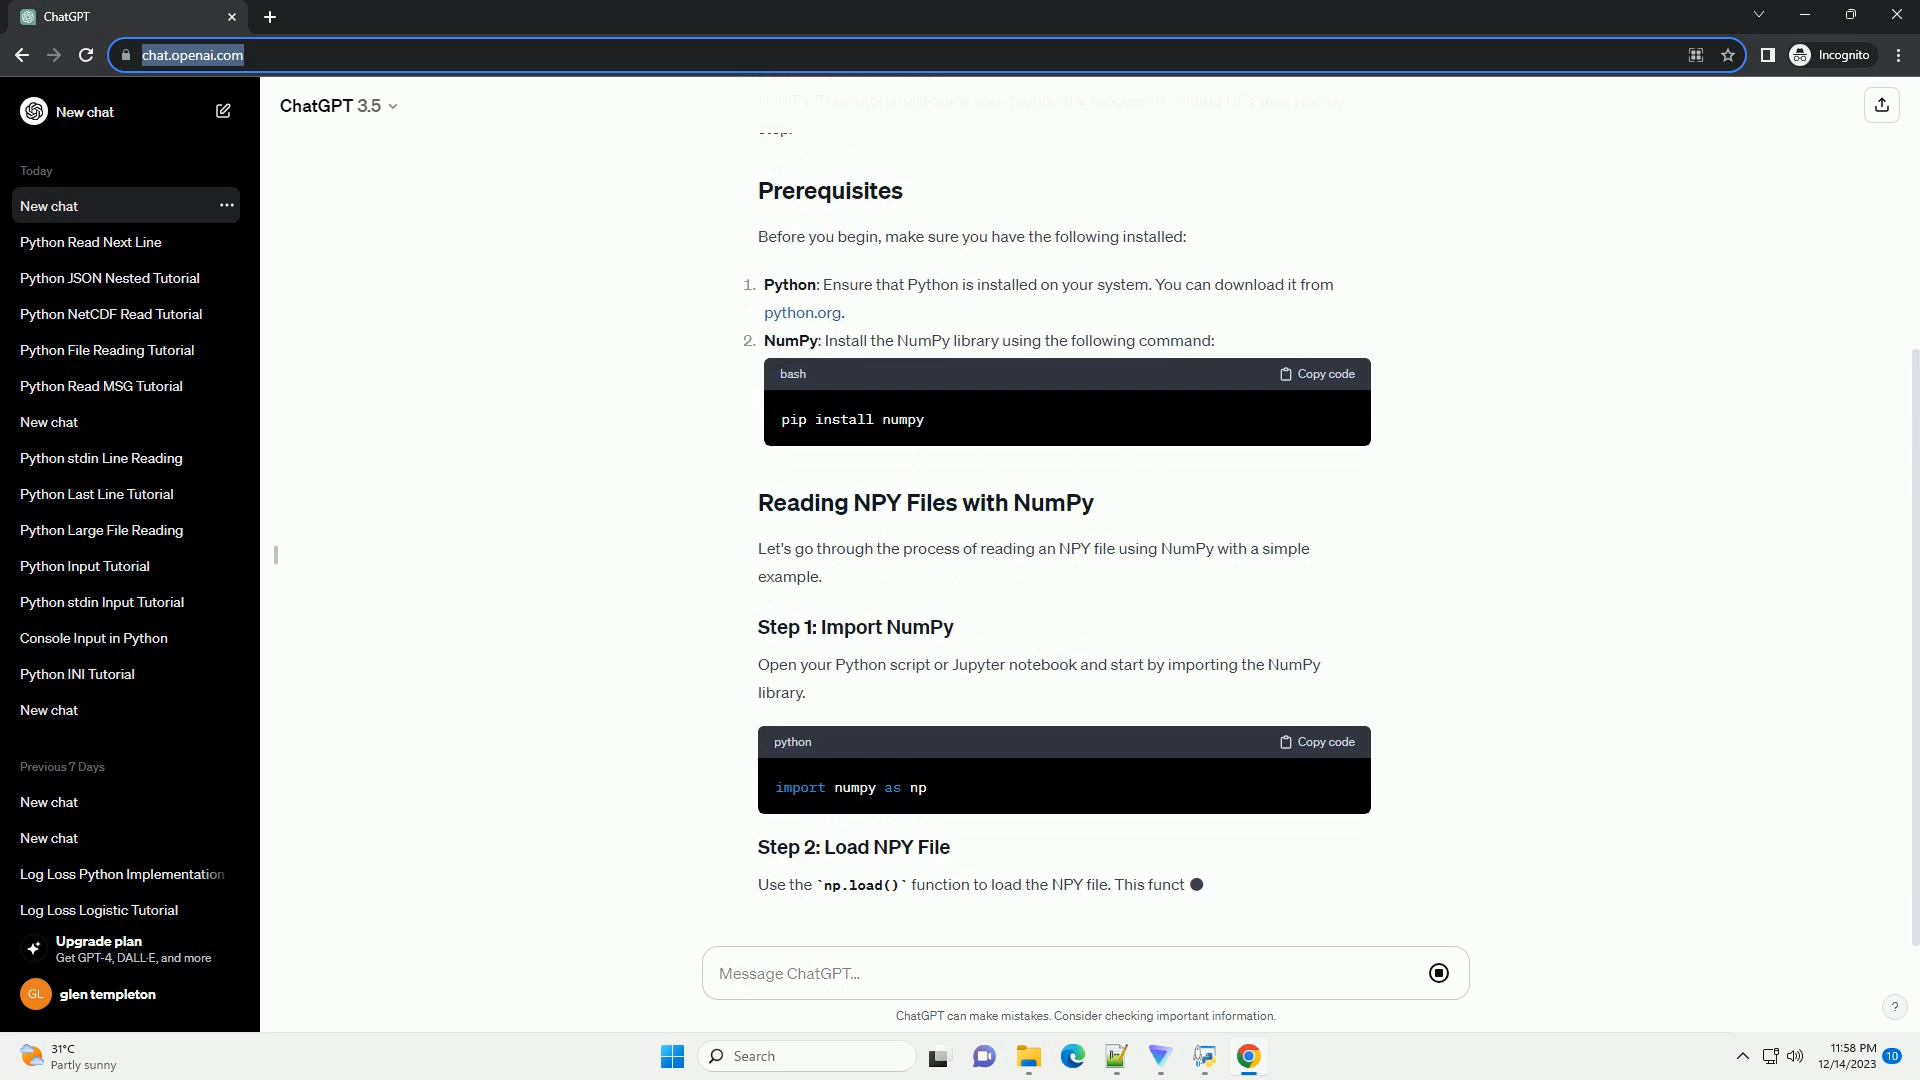 ChatGPT
chat.openai.com
Incognito
New chat
ChatGPT 3.5
Today
New chat
Python Read Next Line
Python JSON Nested Tutorial
Python NetCDF Read Tutorial
Python File Reading Tutorial
Python Read MSG Tutorial
New chat
Python stdin Line Reading
Python Last Line Tutorial
Python Large File Reading
Python Input Tutorial
Python stdin Input Tutorial
Console Input in Python
Python INI Tutorial
New chat
Previous 7 Days
New chat
New chat
Log Loss Python Implementation
Log Loss Logistic Tutorial
Upgrade plan
Get GPT-4, DALL·E, and more
GL
glen templeton
Prerequisites
Before you begin, make sure you have the following installed:
1. Python: Ensure that Python is installed on your system. You can download it from
python.org.
2. NumPy: Install the NumPy library using the following command:
bash
Copy code
pip install numpy
Reading NPY Files with NumPy
Let's go through the process of reading an NPY file using NumPy with a simple
example.
Step 1: Import NumPy
Open your Python script or Jupyter notebook and start by importing the NumPy
library.
python
Copy code
import numpy as np
Step 2: Load NPY File
Use the `np.load()` function to load the NPY file. This funct
Message ChatGPT...
ChatGPT can make mistakes. Consider checking important information.
?
31°C
Partly sunny
Search
11:58 PM
12/14/2023
10